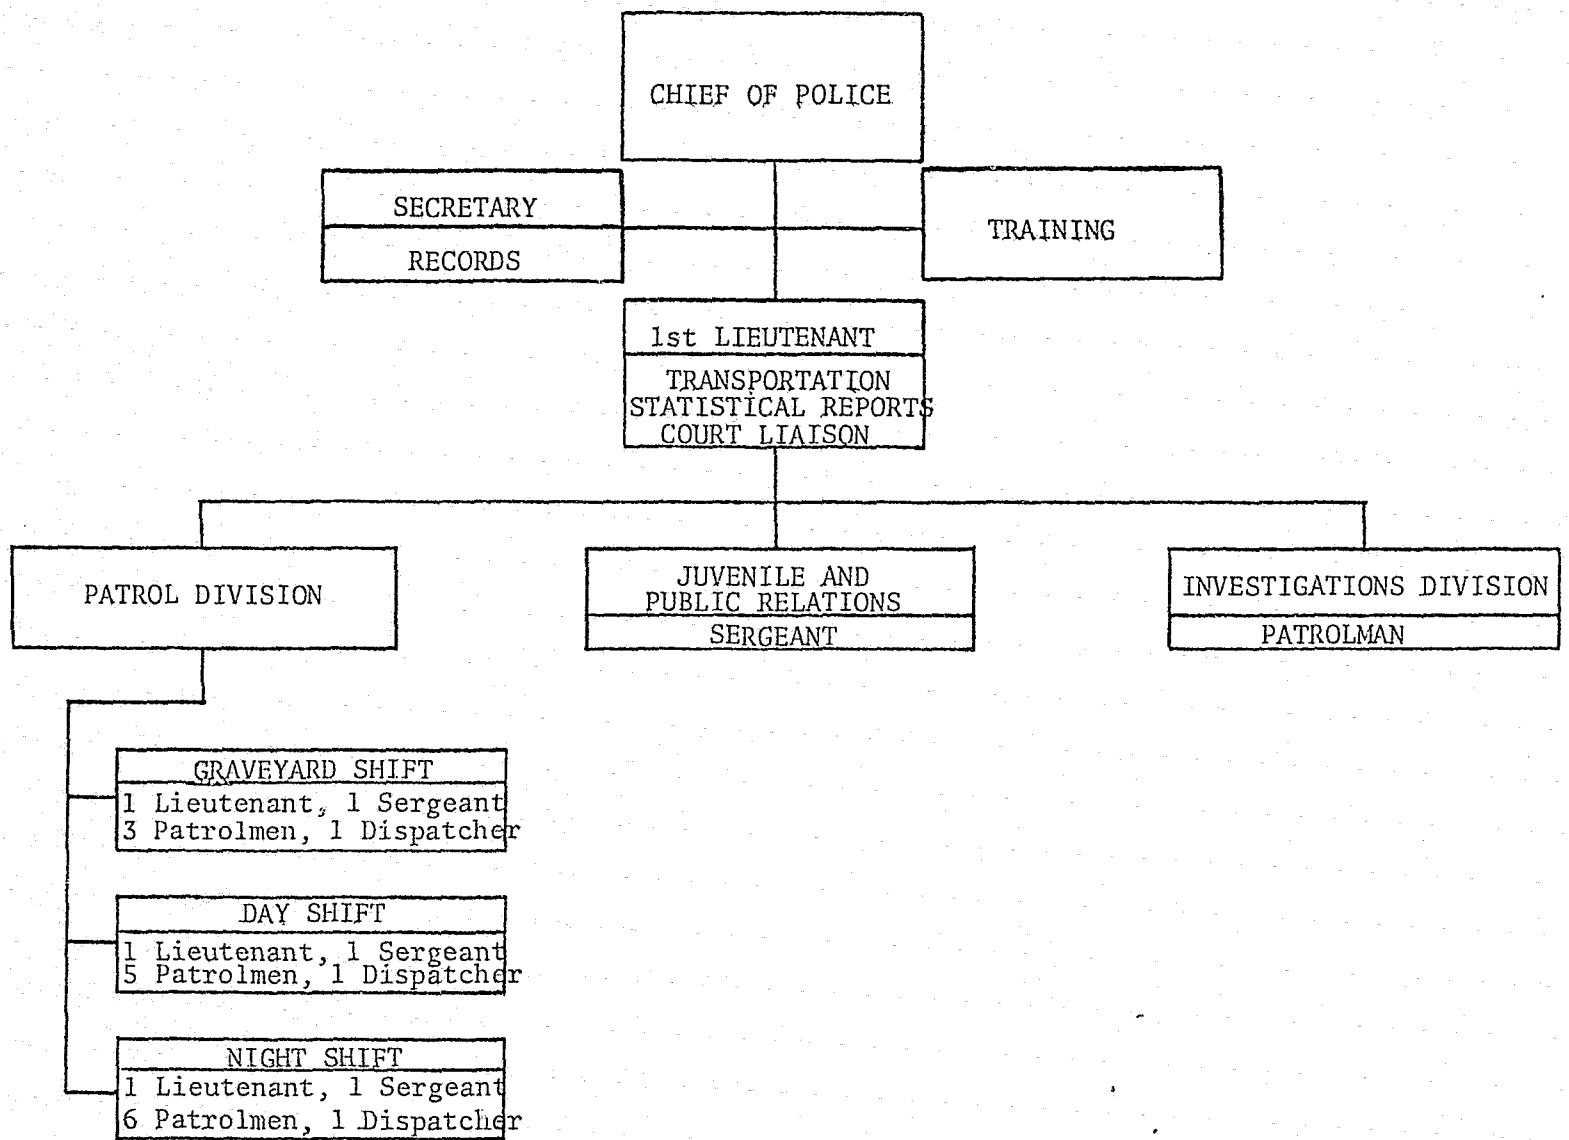 CHIEF OF POLICE
SECRETARY
RECORDS
TRAINING
1st LIEUTENANT
TRANSPORTATION
STATISTICAL REPORTS
COURT LIAISON
PATROL DIVISION
JUVENILE AND
PUBLIC RELATIONS
SERGEANT
INVESTIGATIONS DIVISION
PATROLMAN
GRAVEYARD SHIFT
1 Lieutenant, 1 Sergeant
3 Patrolmen, 1 Dispatcher
DAY SHIFT
1 Lieutenant, 1 Sergeant
5 Patrolmen, 1 Dispatcher
NIGHT SHIFT
1 Lieutenant, 1 Sergeant
6 Patrolmen, 1 Dispatcher